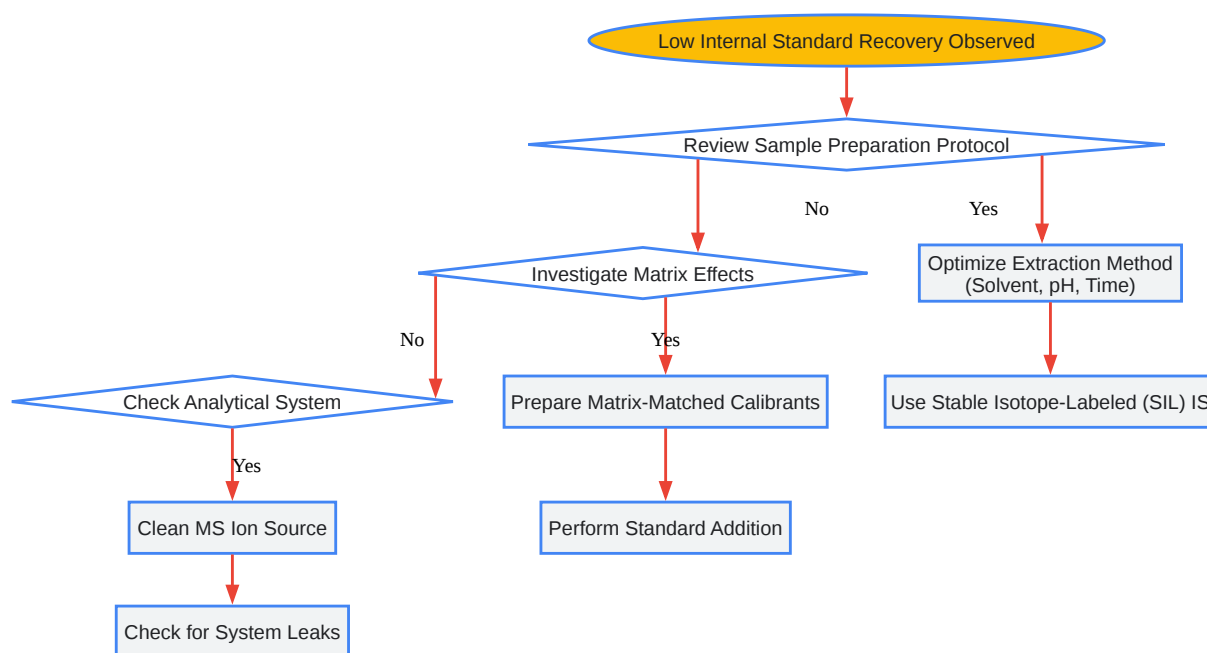 Low Internal Standard Recovery Observed
Review Sample Preparation Protocol
No
Yes
Investigate Matrix Effects
Optimize Extraction Method
(Solvent, pH, Time)
No
Yes
Check Analytical System
Prepare Matrix-Matched Calibrants
Use Stable Isotope-Labeled (SIL) IS
Yes
Clean MS Ion Source
Perform Standard Addition
Check for System Leaks